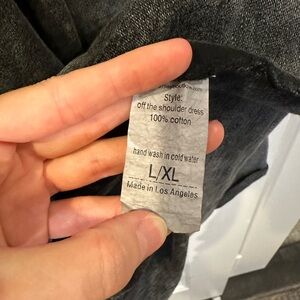 Style:
off the shoulder dress
100% cotton
hand wash in cold water
L/XL
Made in Los Angeles